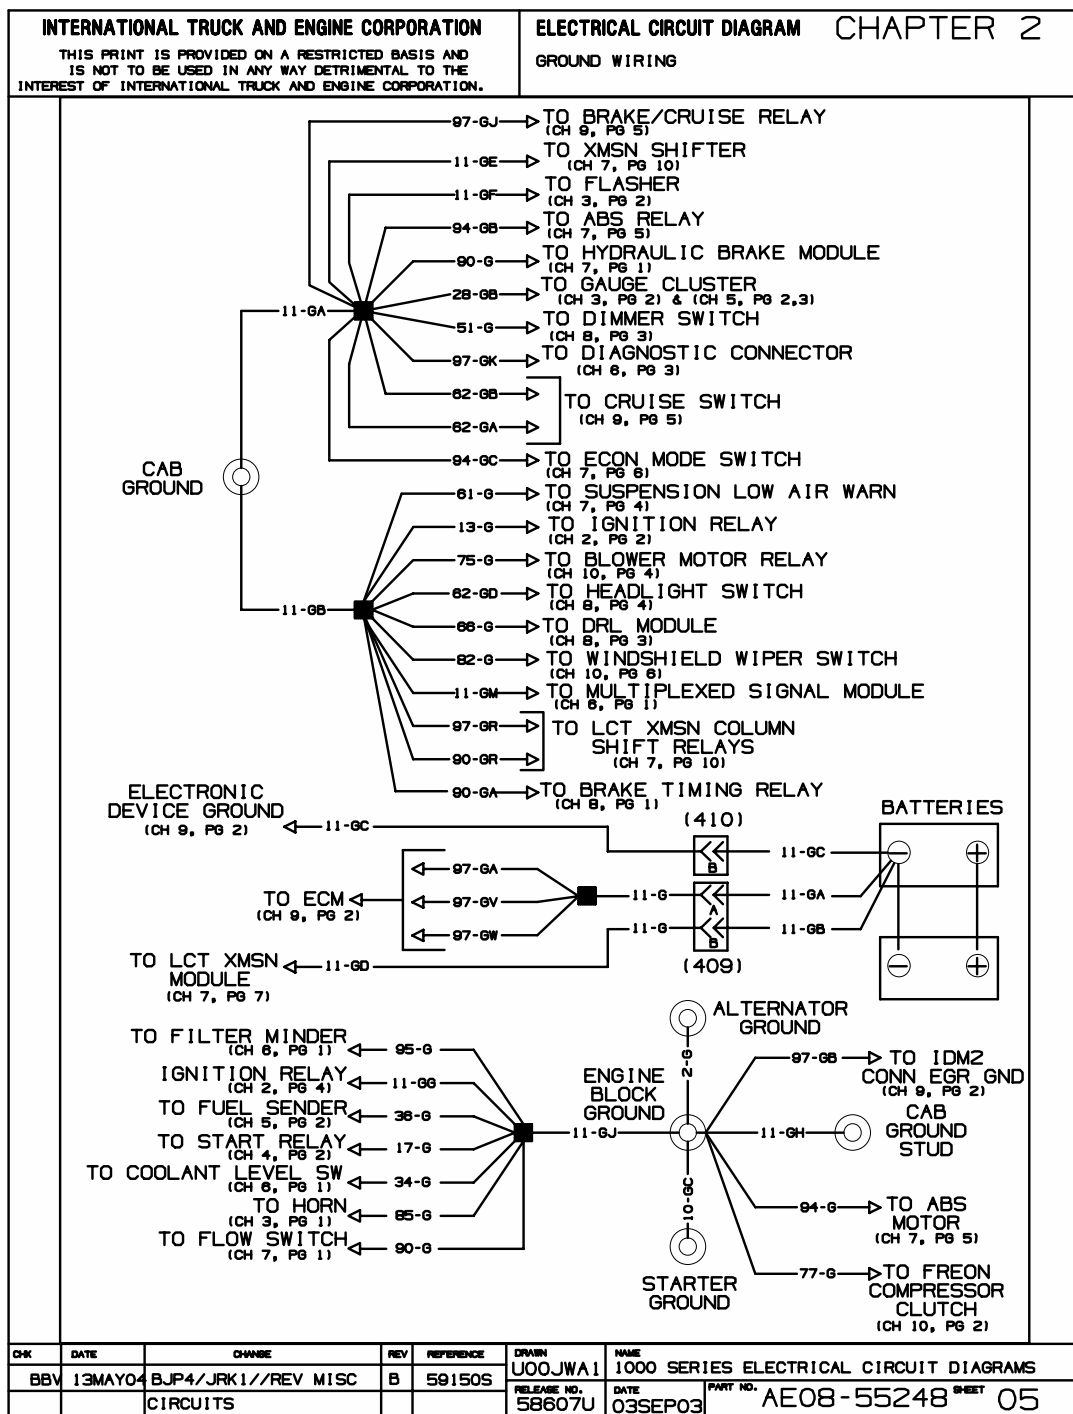 INTERNATIONAL TRUCK AND ENGINE CORPORATION
THIS PRINT IS PROVIDED ON A RESTRICTED BASIS AND
IS NOT TO BE USED IN ANY WAY DETRIMENTAL TO THE
INTEREST OF INTERNATIONAL TRUCK AND ENGINE CORPORATION.
ELECTRICAL CIRCUIT DIAGRAM CHAPTER 2
GROUND WIRING
97-GJ TO BRAKE/CRUISE RELAY
(CH 9, PG 5)
11-GE TO XMSN SHIFTER
(CH 7, PG 10)
11-GF TO FLASHER
(CH 3, PG 2)
94-GB TO ABS RELAY
(CH 7, PG 5)
90-G TO HYDRAULIC BRAKE MODULE
(CH 7, PG 1)
28-GB TO GAUGE CLUSTER
(CH 3, PG 2) & (CH 5, PG 2,3)
11-GA
51-G TO DIMMER SWITCH
(CH 8, PG 3)
97-GK TO DIAGNOSTIC CONNECTOR
(CH 6, PG 3)
62-GB
TO CRUISE SWITCH
(CH 9, PG 5)
62-GA
94-GC TO ECON MODE SWITCH
(CH 7, PG 6)
CAB
GROUND
61-G TO SUSPENSION LOW AIR WARN
(CH 7, PG 4)
13-G TO IGNITION RELAY
(CH 2, PG 2)
75-G TO BLOWER MOTOR RELAY
(CH 10, PG 4)
62-GD TO HEADLIGHT SWITCH
(CH 8, PG 4)
11-GB
66-G TO DRL MODULE
(CH 8, PG 3)
82-G TO WINDSHIELD WIPER SWITCH
(CH 10, PG 6)
11-GM TO MULTIPLEXED SIGNAL MODULE
(CH 6, PG 1)
97-GR
TO LCT XMSN COLUMN
SHIFT RELAYS
(CH 7, PG 10)
90-GR
90-GA TO BRAKE TIMING RELAY
(CH 8, PG 1)
ELECTRONIC
DEVICE GROUND
(CH 9, PG 2)
11-GC
(410)
B
11-GC
BATTERIES
− +
97-GA
TO ECM
(CH 9, PG 2)
97-GV
97-GW
11-G
A
11-GA
11-G
B
11-GB
(409)
− +
TO LCT XMSN
MODULE
(CH 7, PG 7)
11-GD
ALTERNATOR
GROUND
2-G
TO FILTER MINDER
(CH 6, PG 1)
95-G
IGNITION RELAY
(CH 2, PG 4)
11-GG
TO FUEL SENDER
(CH 5, PG 2)
36-G
TO START RELAY
(CH 4, PG 2)
17-G
TO COOLANT LEVEL SW
(CH 6, PG 1)
34-G
TO HORN
(CH 3, PG 1)
85-G
TO FLOW SWITCH
(CH 7, PG 1)
90-G
11-GJ
ENGINE
BLOCK
GROUND
10-GC
STARTER
GROUND
97-GB TO IDM2
CONN EGR GND
(CH 9, PG 2)
11-GH
CAB
GROUND
STUD
94-G TO ABS
MOTOR
(CH 7, PG 5)
77-G TO FREON
COMPRESSOR
CLUTCH
(CH 10, PG 2)
CHK DATE CHANGE REV REFERENCE
BBV 13MAY04 BJP4/JRK1//REV MISC B 59150S
CIRCUITS
DRAWN
U00JWA1
NAME
1000 SERIES ELECTRICAL CIRCUIT DIAGRAMS
RELEASE NO.
58607U
DATE
03SEP03
PART NO. AE08-55248 SHEET 05